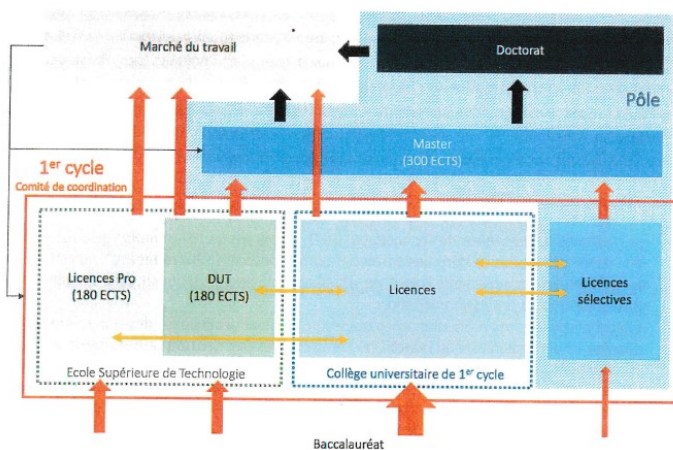 Marché du travail
Doctorat
Pôle
Master
(300 ECTS)
1er cycle
Comité de coordination
Licences Pro
(180 ECTS)
DUT
(180 ECTS)
Licences
Licences
sélectives
Ecole Supérieure de Technologie
Collège universitaire de 1er cycle
Baccalauréat